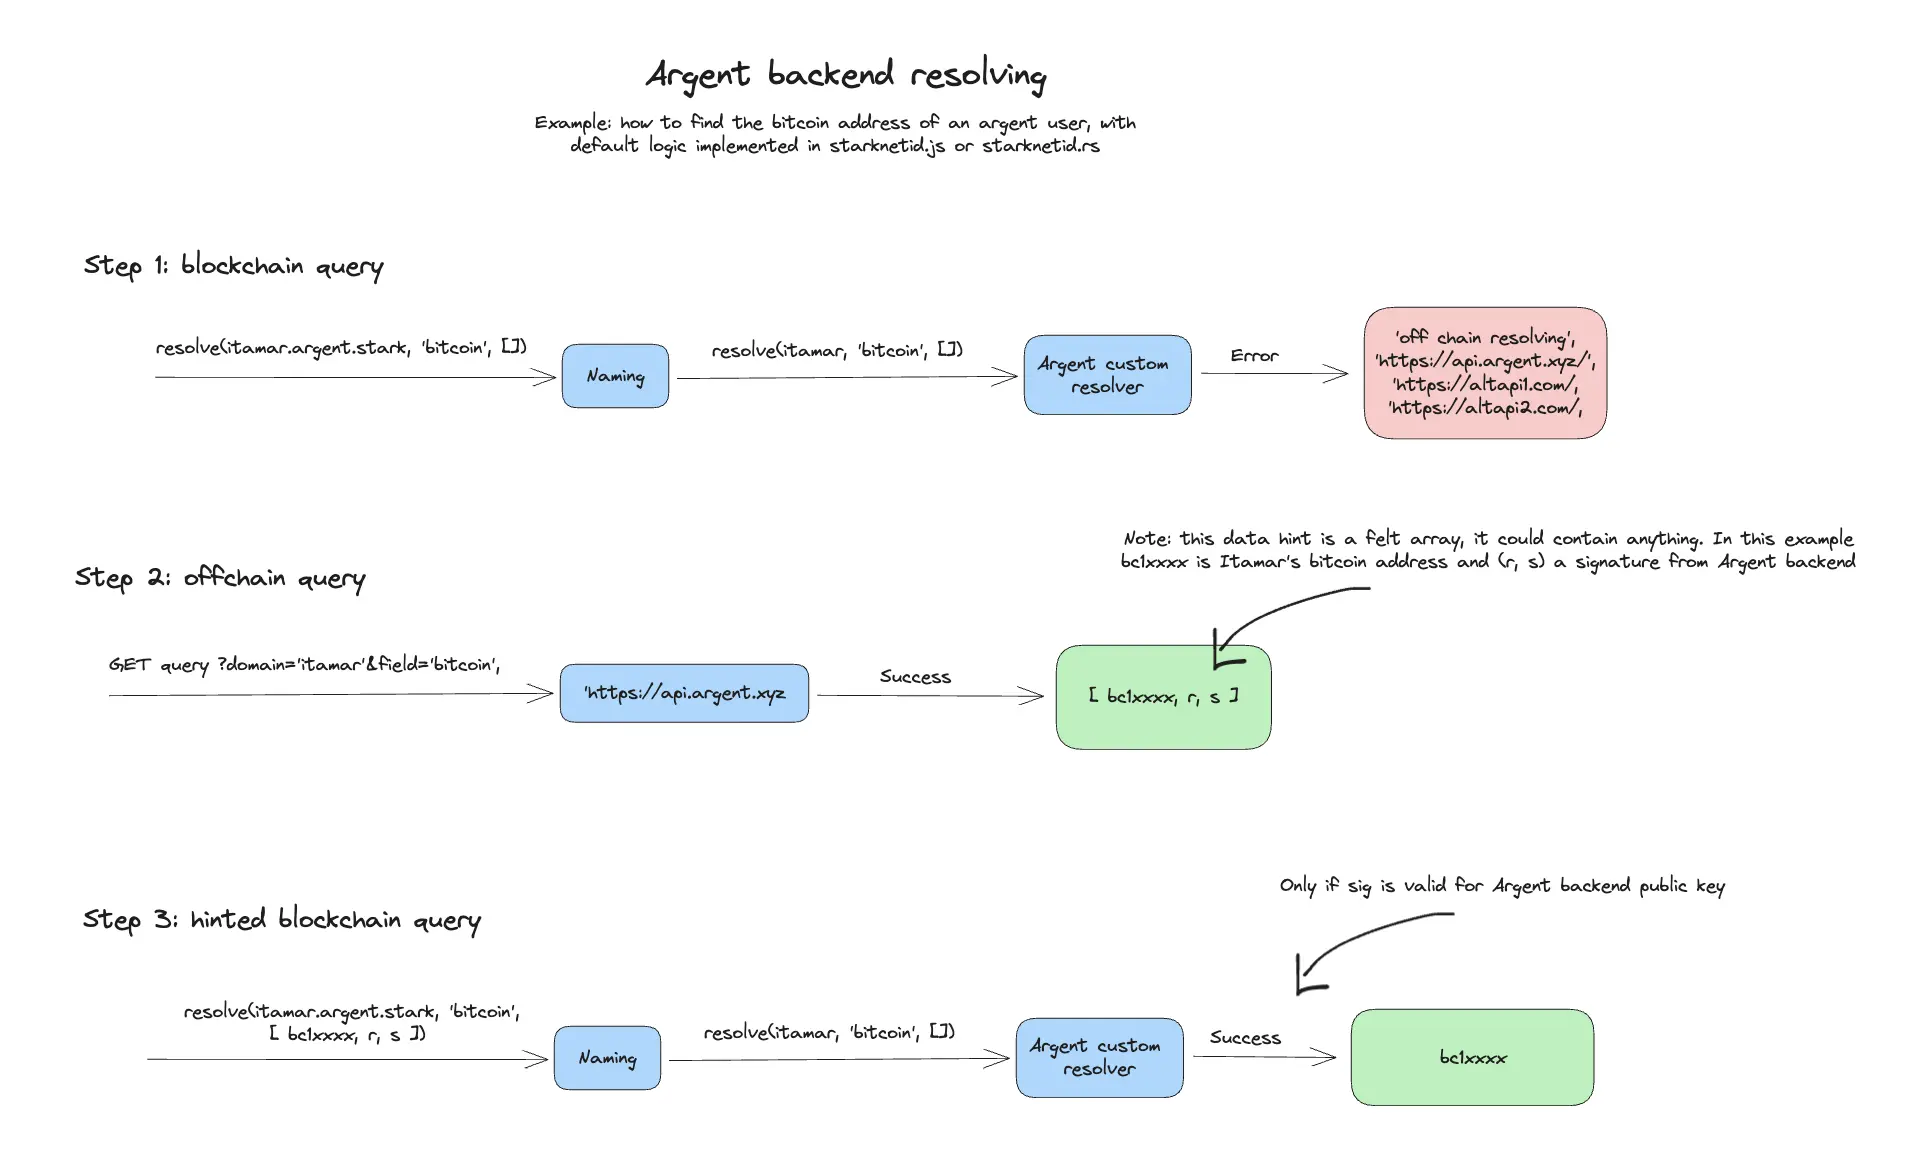 Argent backend resolving
Example: how to find the bitcoin address of an argent user, with
default logic implemented in starknetid.js or starknetid.rs
Step 1: blockchain query
resolve(itamar.argent.stark, 'bitcoin', [])
Naming
resolve(itamar, 'bitcoin', [])
Argent custom
resolver
Error
'off chain resolving',
'https://api.argent.xyz/',
'https://altapi1.com/,
'https://altapi2.com/,
Note: this data hint is a felt array, it could contain anything. In this example
bc1xxxx is Itamar's bitcoin address and (r, s) a signature from Argent backend
Step 2: offchain query
GET query ?domain='itamar'&field='bitcoin',
'https://api.argent.xyz
Success
[ bc1xxxx, r, s ]
Only if sig is valid for Argent backend public key
Step 3: hinted blockchain query
resolve(itamar.argent.stark, 'bitcoin',
[ bc1xxxx, r, s ])
Naming
resolve(itamar, 'bitcoin', [])
Argent custom
resolver
Success
bc1xxxx